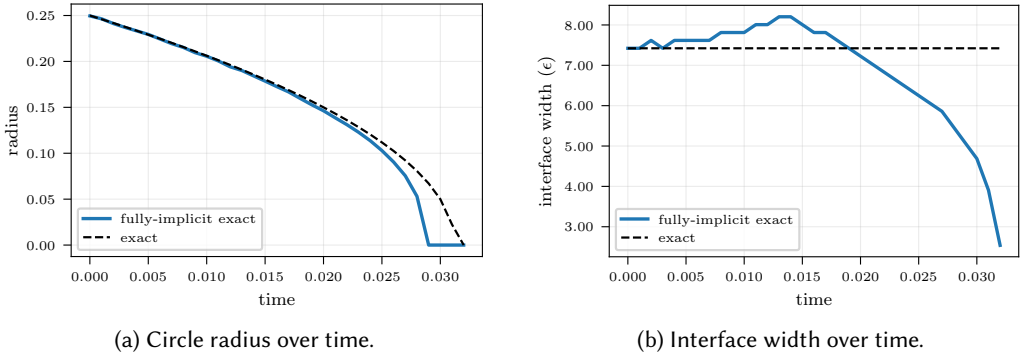 0.25
0.20
0.15
0.10
0.05
0.00
radius
fully-implicit exact
exact
0.000 0.005 0.010 0.015 0.020 0.025 0.030
time
(a) Circle radius over time.
8.00
7.00
6.00
5.00
4.00
3.00
interface width (ϵ)
fully-implicit exact
exact
0.000 0.005 0.010 0.015 0.020 0.025 0.030
time
(b) Interface width over time.